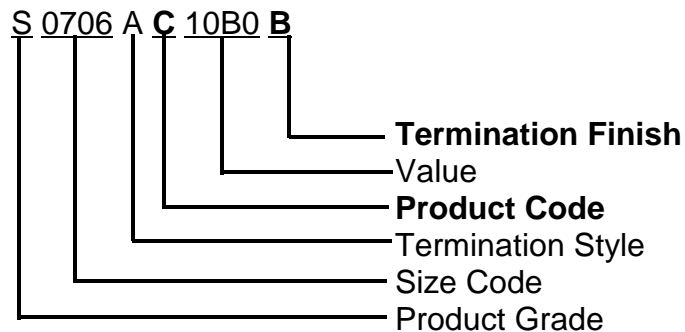 S 0706 A C 10B0 B
Termination Finish
Value
Product Code
Termination Style
Size Code
Product Grade